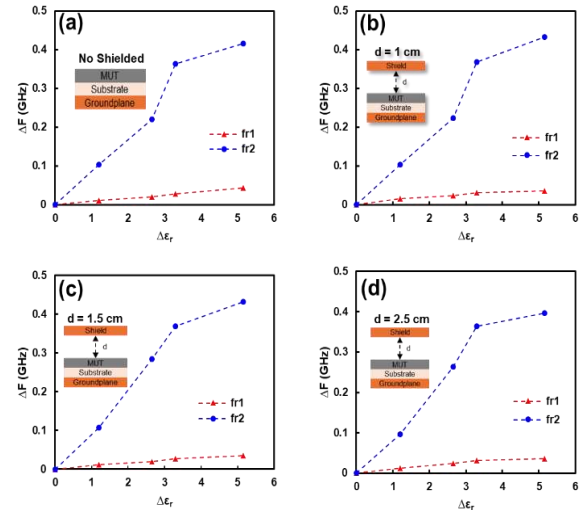 (a)
0.5
0.4
0.3
0.2
0.1
0
ΔF (GHz)
No Shielded
MUT
Substrate
Groundplane
fr1
fr2
0 1 2 3 4 5 6
Δεr
(b)
0.5
0.4
0.3
0.2
0.1
0
ΔF (GHz)
d = 1 cm
Shield
d
MUT
Substrate
Groundplane
fr1
fr2
0 1 2 3 4 5 6
Δεr
(c)
0.5
0.4
0.3
0.2
0.1
0
ΔF (GHz)
d = 1.5 cm
Shield
d
MUT
Substrate
Groundplane
fr1
fr2
0 1 2 3 4 5 6
Δεr
(d)
0.5
0.4
0.3
0.2
0.1
0
ΔF (GHz)
d = 2.5 cm
Shield
d
MUT
Substrate
Groundplane
fr1
fr2
0 1 2 3 4 5 6
Δεr